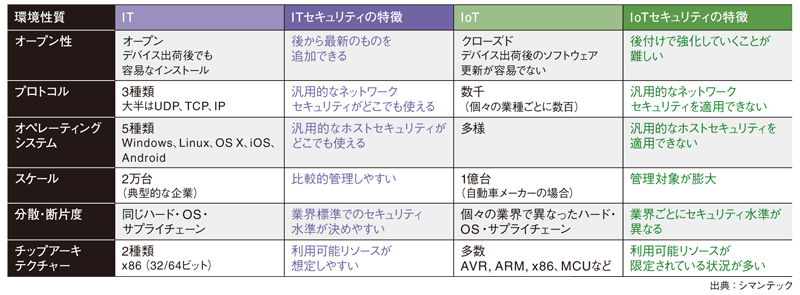 環境性質 IT ITセキュリティの特徴 IoT IoTセキュリティの特徴
オープン性
オープン
デバイス出荷後でも
容易なインストール
後から最新のものを
追加できる
クローズド
デバイス出荷後のソフトウェア
更新が容易でない
後付けで強化していくことが
難しい
プロトコル
3種類
大半はUDP、TCP、IP
汎用的なネットワーク
セキュリティがどこでも使える
数千
(個々の業種ごとに数百)
汎用的なネットワーク
セキュリティを適用できない
オペレーティング
システム
5種類
Windows、Linux、OS X、iOS、
Android
汎用的なホストセキュリティが
どこでも使える
多様
汎用的なホストセキュリティを
適用できない
スケール
2万台
(典型的な企業)
比較的管理しやすい
1億台
(自動車メーカーの場合)
管理対象が膨大
分散・断片度
同じハード・OS・
サプライチェーン
業界標準でのセキュリティ
水準が決めやすい
個々の業界で異なったハード・
OS・サプライチェーン
業界ごとにセキュリティ水準が
異なる
チップアーキ
テクチャー
2種類
x86(32/64ビット)
利用可能リソースが
想定しやすい
多数
AVR、ARM、x86、MCUなど
利用可能リソースが
限定されている状況が多い
出典:シマンテック